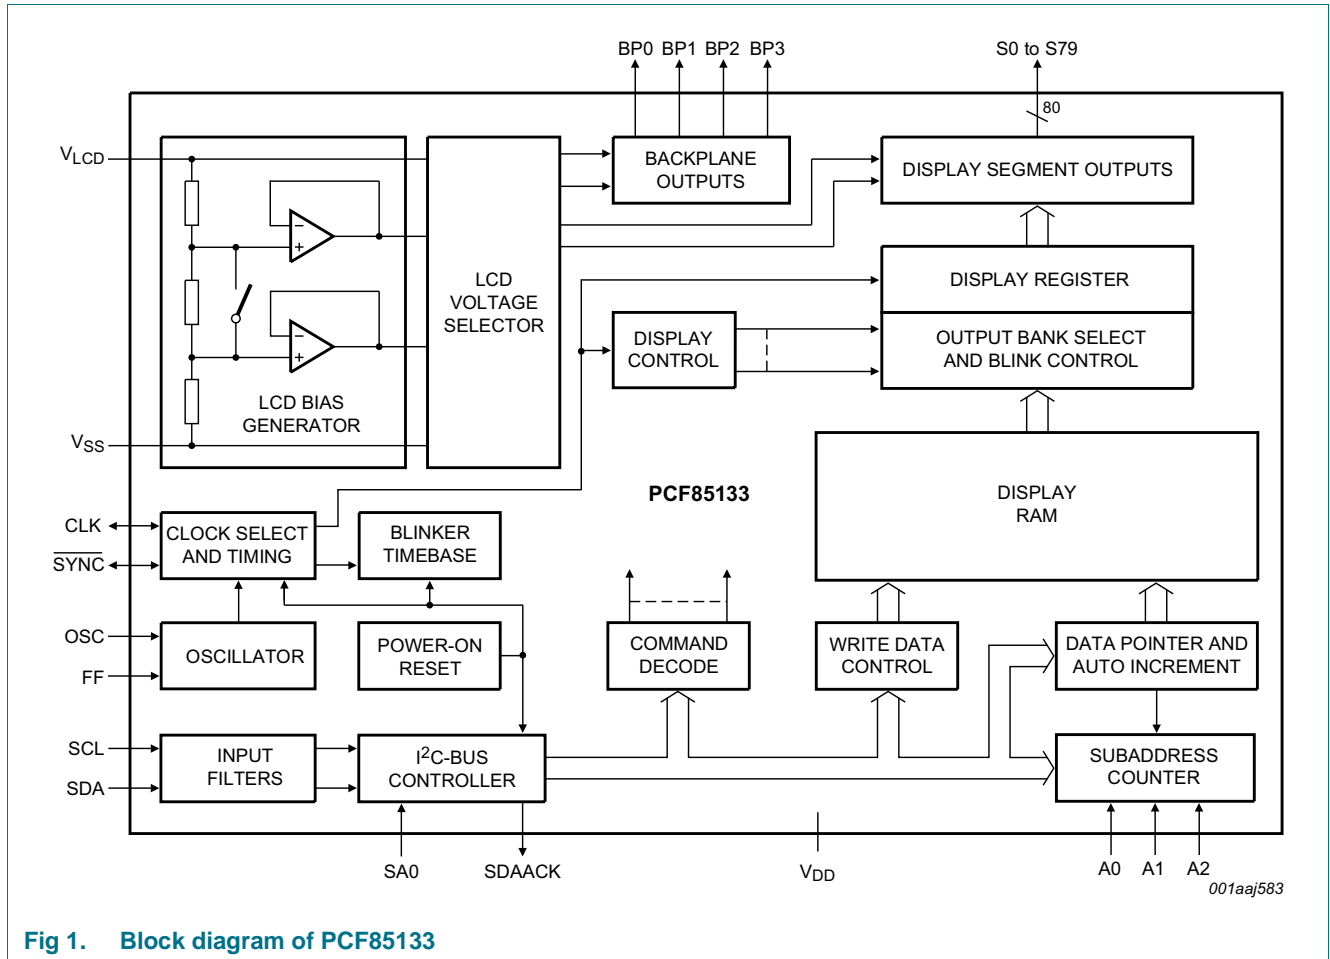 BP0 BP1 BP2 BP3
S0 to S79
80
VLCD
BACKPLANE
OUTPUTS
DISPLAY SEGMENT OUTPUTS
−
+
−
+
LCD
VOLTAGE
SELECTOR
DISPLAY REGISTER
DISPLAY
CONTROL
OUTPUT BANK SELECT
AND BLINK CONTROL
LCD BIAS
GENERATOR
VSS
PCF85133
DISPLAY
RAM
CLK
SYNC
CLOCK SELECT
AND TIMING
BLINKER
TIMEBASE
OSC
FF
OSCILLATOR
POWER-ON
RESET
COMMAND
DECODE
WRITE DATA
CONTROL
DATA POINTER AND
AUTO INCREMENT
SCL
SDA
INPUT
FILTERS
I2C-BUS
CONTROLLER
SUBADDRESS
COUNTER
SA0
SDAACK
VDD
A0 A1 A2
001aaj583
Fig 1. Block diagram of PCF85133